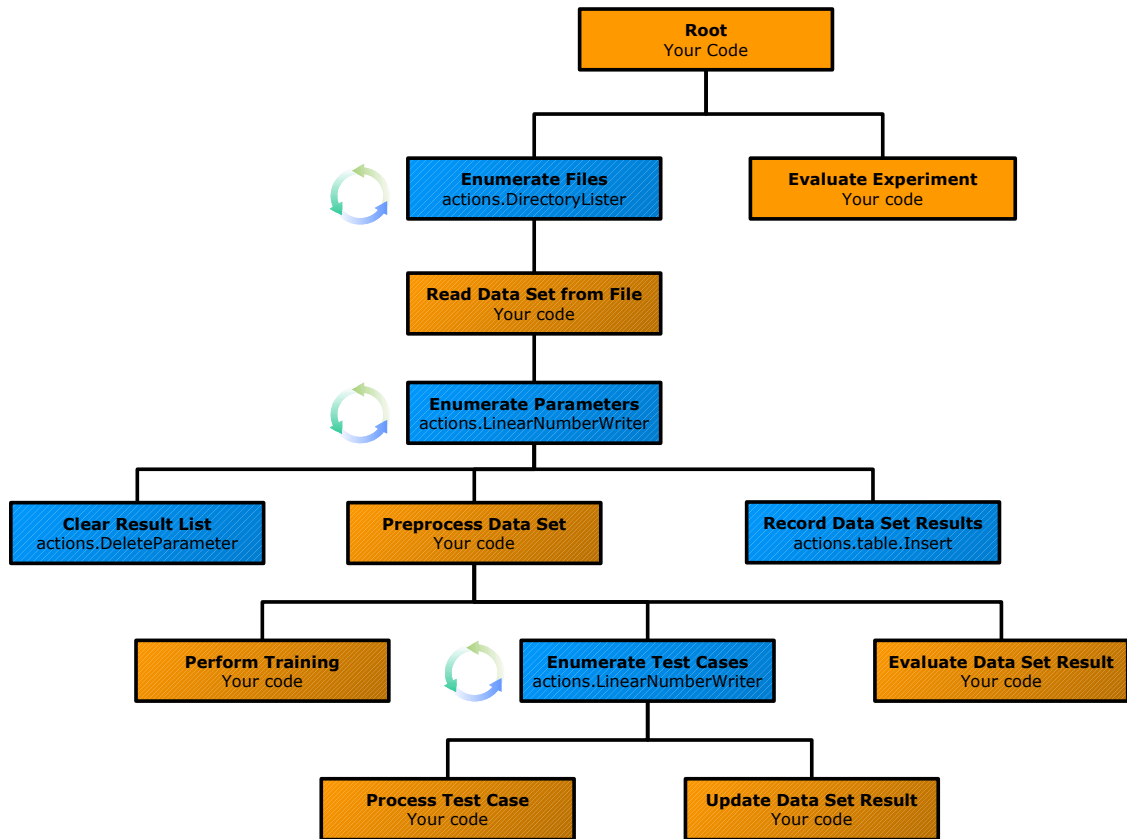 Root
Your Code
Enumerate Files
actions.DirectoryLister
Evaluate Experiment
Your code
Read Data Set from File
Your code
Enumerate Parameters
actions.LinearNumberWriter
Clear Result List
actions.DeleteParameter
Preprocess Data Set
Your code
Record Data Set Results
actions.table.Insert
Perform Training
Your code
Enumerate Test Cases
actions.LinearNumberWriter
Evaluate Data Set Result
Your code
Process Test Case
Your code
Update Data Set Result
Your code